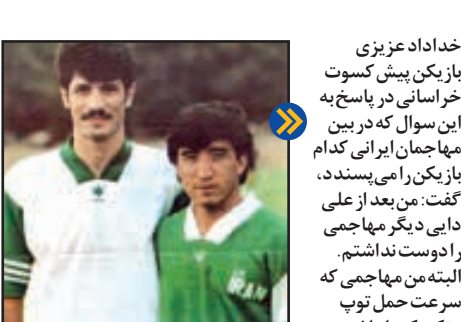 خداداد عزیزی
بازیکن پیش کسوت
خراسانی در پاسخ به
این سوال که در بین
مهاجمان ایرانی کدام
بازیکن را می‌پسندد،
گفت: من بعد از علی
دایی دیگر مهاجمی
را دوست نداشتم.
البته من مهاجمی که
سرعت حمل توپ
IRAN